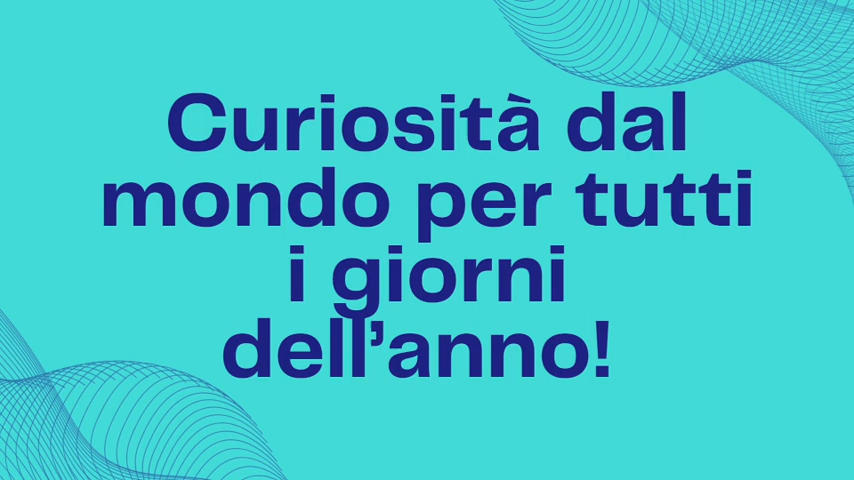 Curiosità dal
mondo per tutti
i giorni
dell’anno!